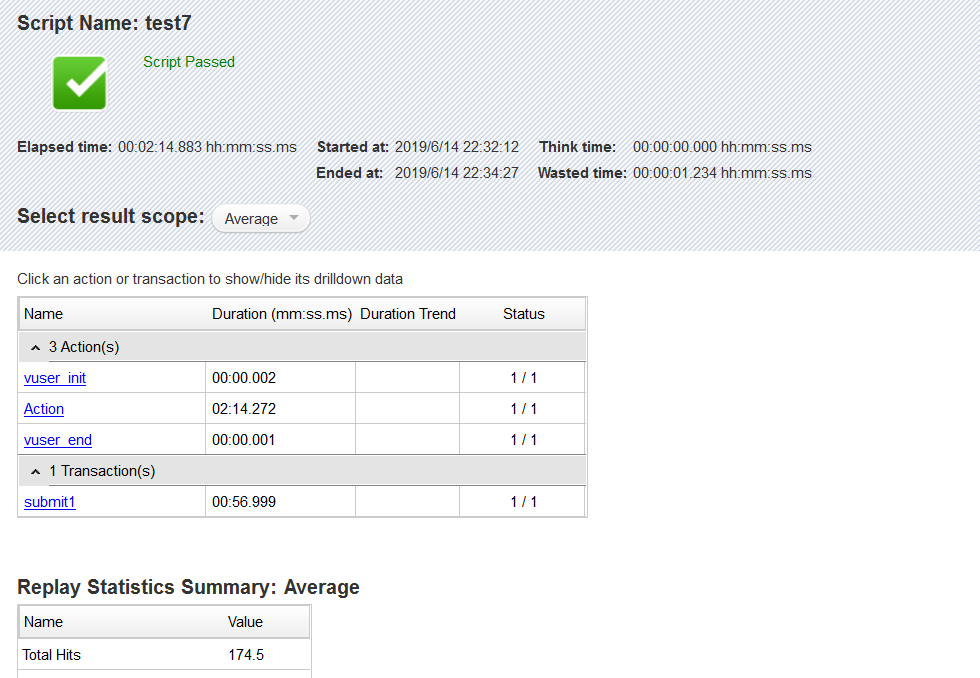 Script Name: test7
Script Passed
Elapsed time: 00:02:14.883 hh:mm:ss.ms Started at: 2019/6/14 22:32:12 Think time: 00:00:00.000 hh:mm:ss.ms
Ended at: 2019/6/14 22:34:27 Wasted time: 00:00:01.234 hh:mm:ss.ms
Select result scope: Average
Click an action or transaction to show/hide its drilldown data
Name Duration (mm:ss.ms) Duration Trend Status
3 Action(s)
vuser_init 00:00.002 1 / 1
Action 02:14.272 1 / 1
vuser_end 00:00.001 1 / 1
1 Transaction(s)
submit1 00:56.999 1 / 1
Replay Statistics Summary: Average
Name Value
Total Hits 174.5